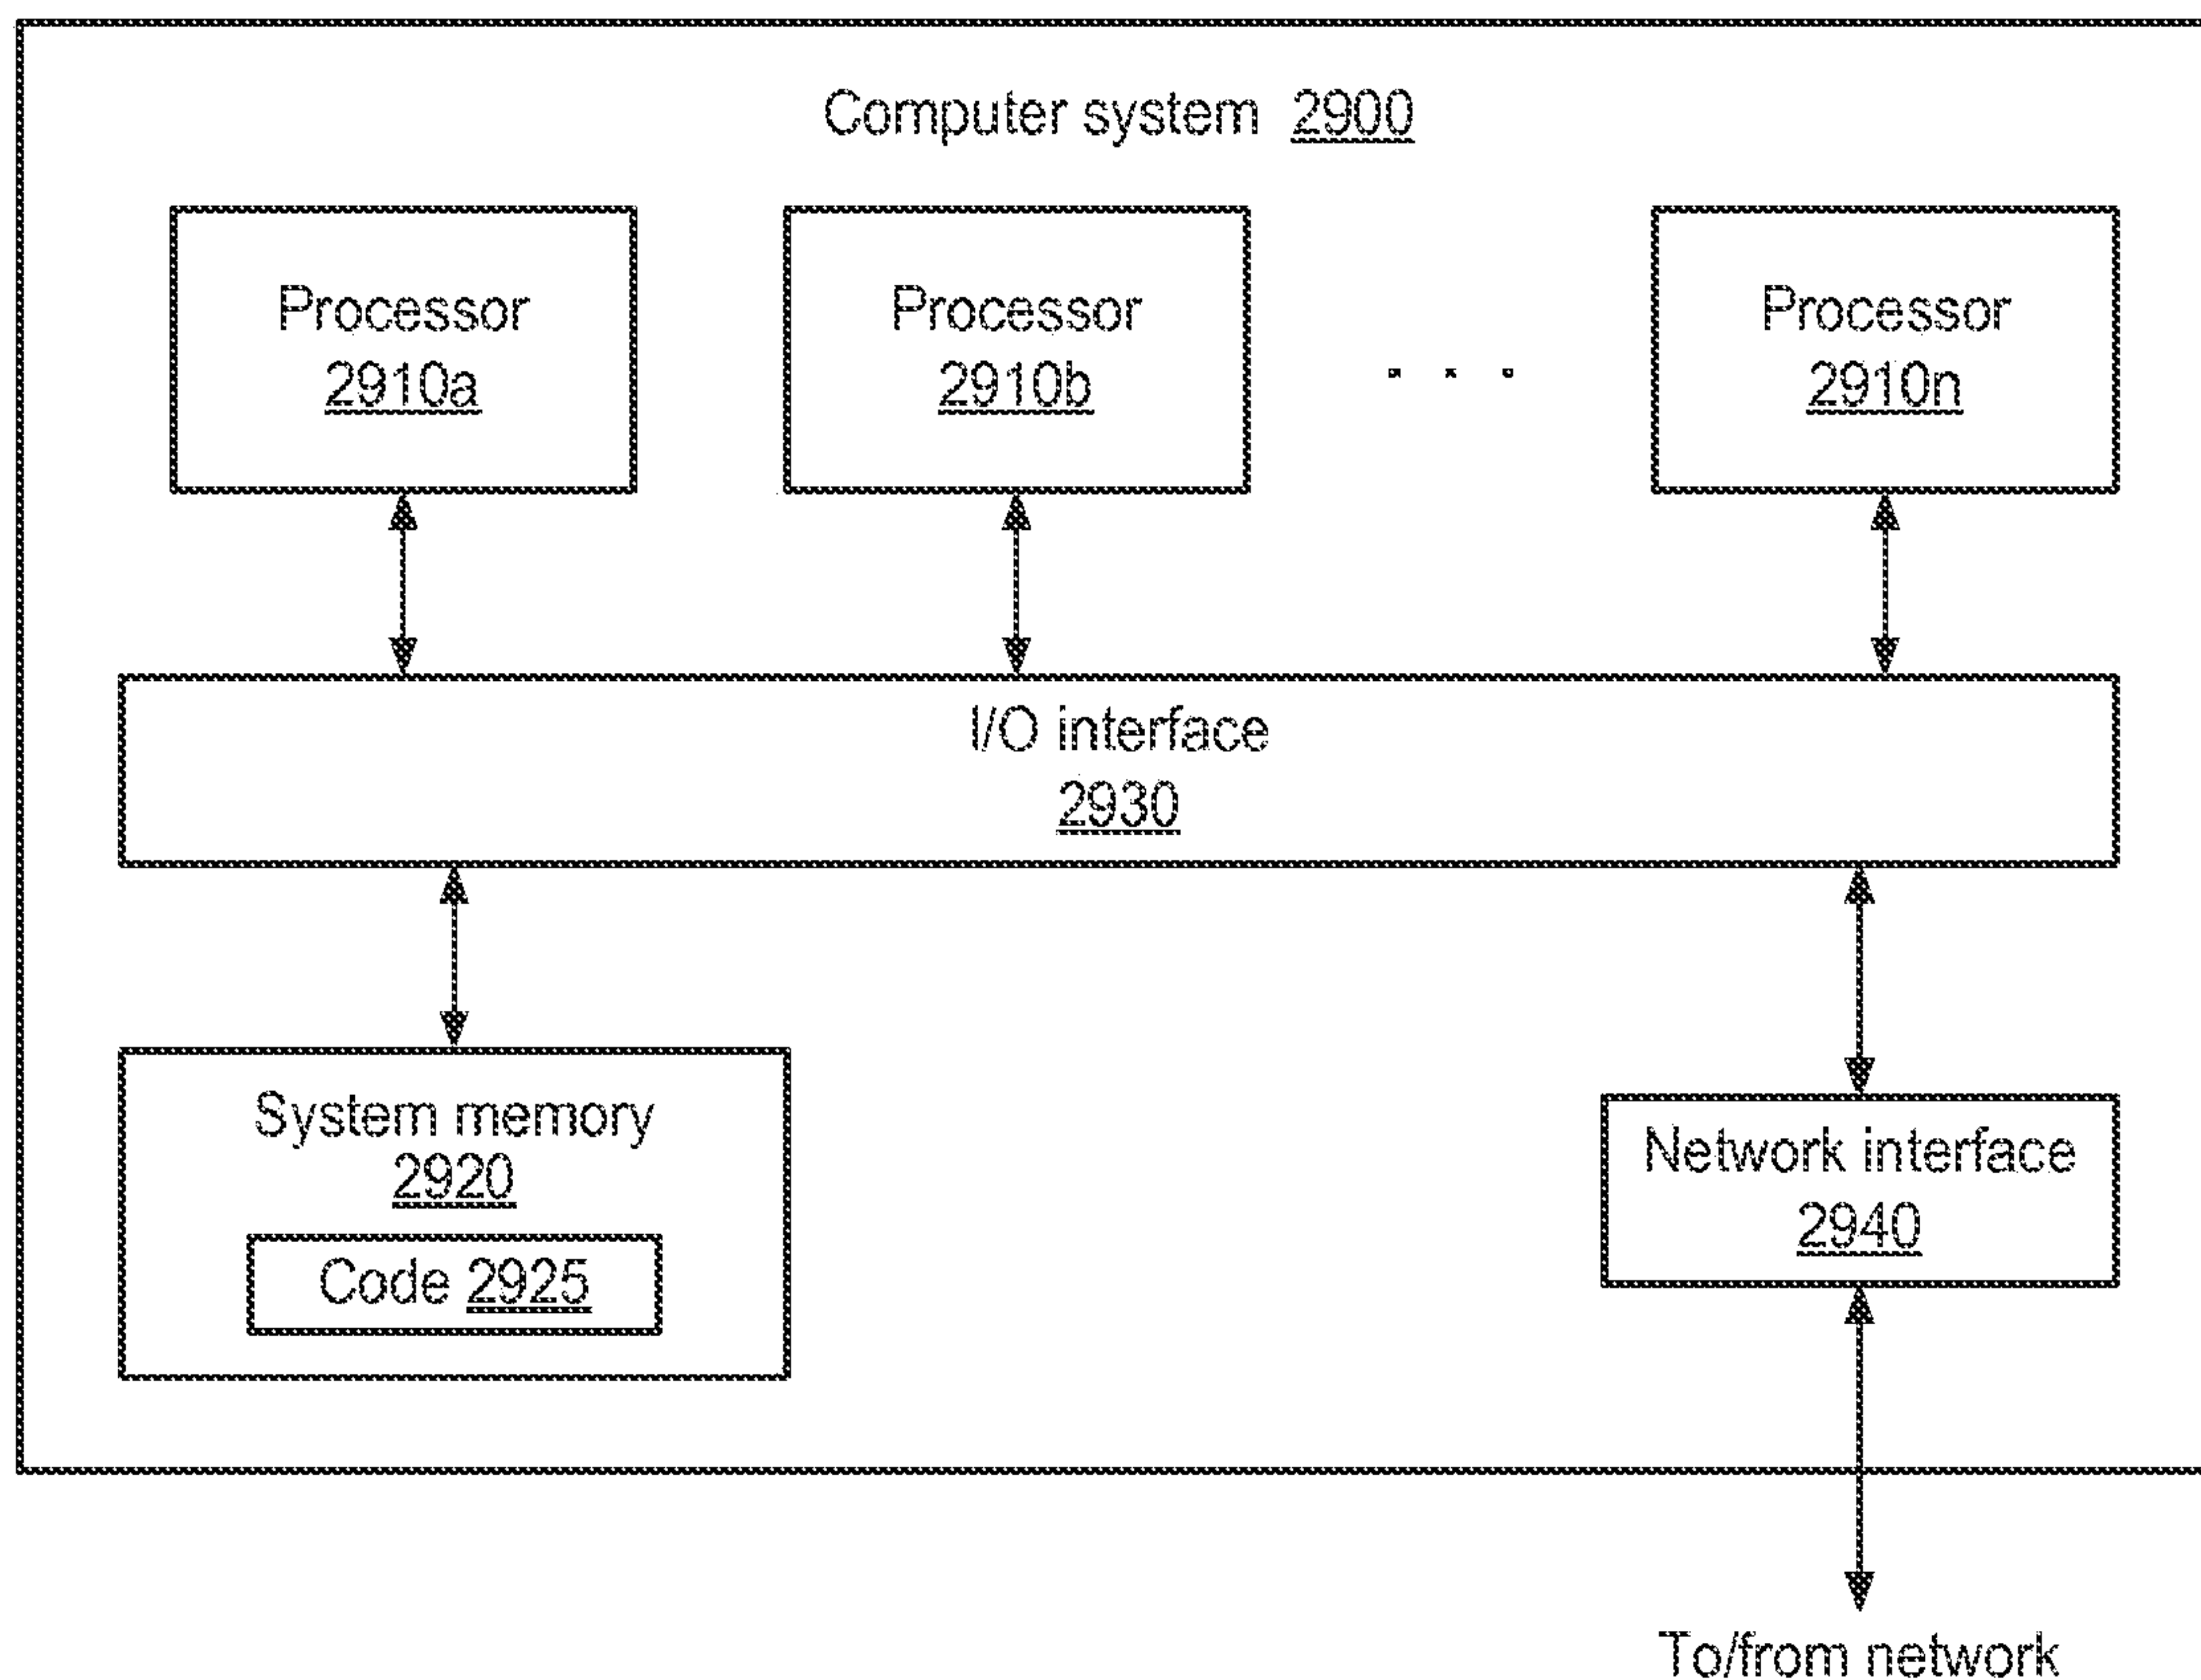 Computer system 2900
Processor
2910a
Processor
2910b
. . .
Processor
2910n
I/O interface
2930
System memory
2920
Code 2925
Network interface
2940
To/from network